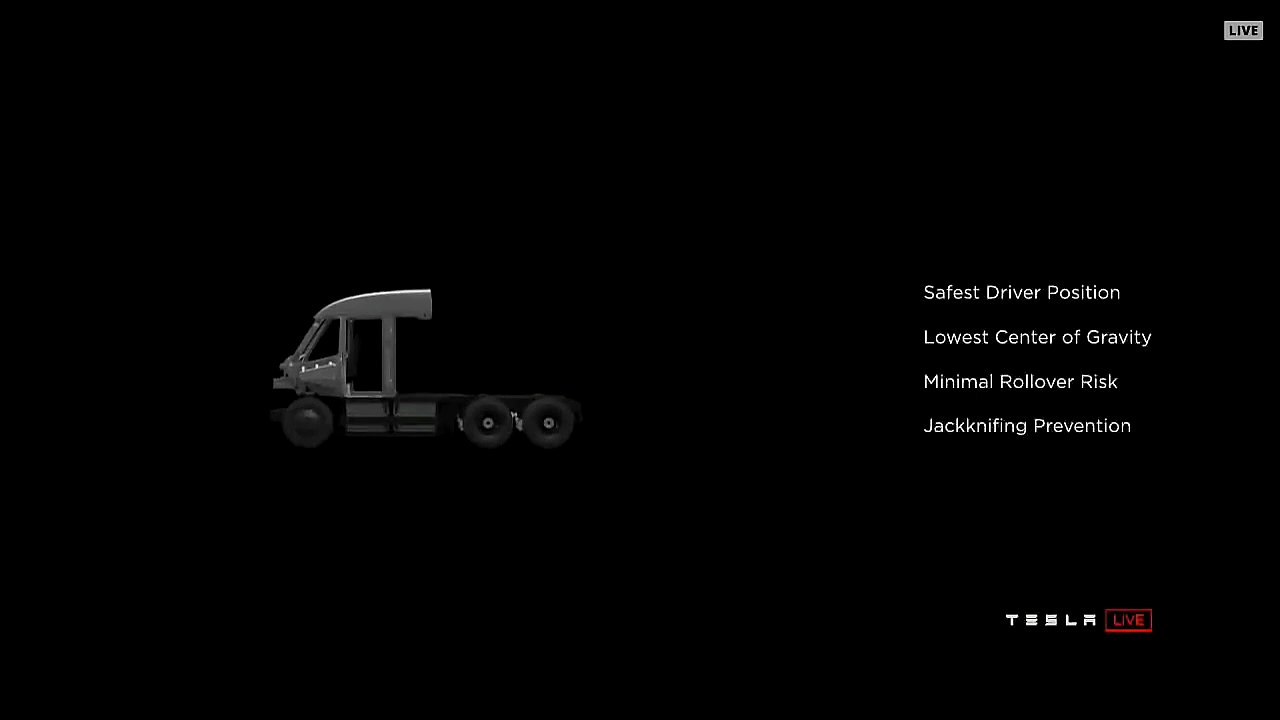 LIVE
Safest Driver Position
Lowest Center of Gravity
Minimal Rollover Risk
Jackknifing Prevention
TESLA LIVE